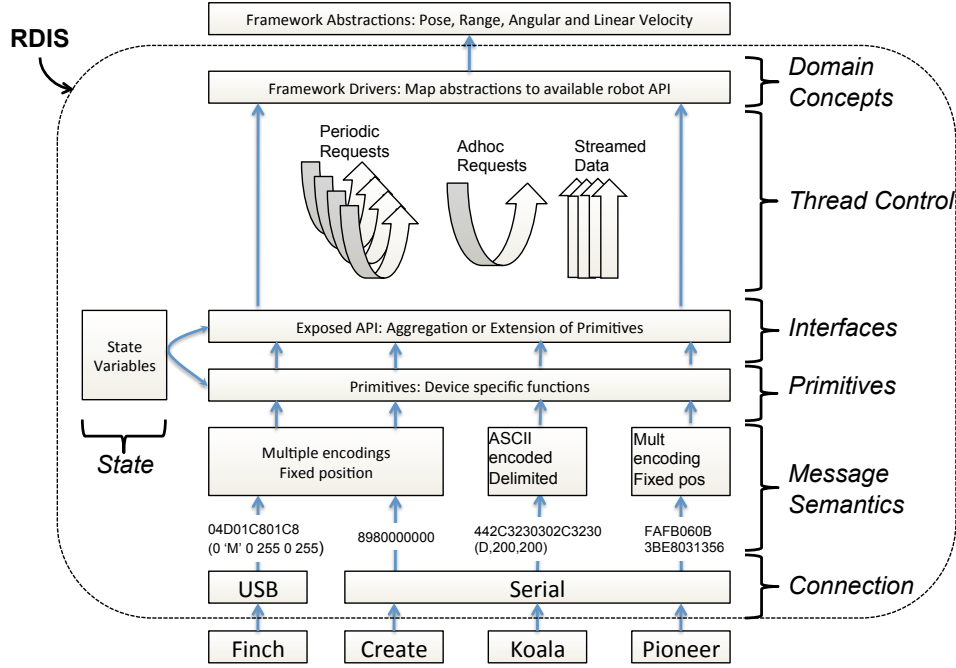 Framework Abstractions: Pose, Range, Angular and Linear Velocity
RDIS
Framework Drivers: Map abstractions to available robot API
Domain
Concepts
Periodic
Requests
Adhoc
Requests
Streamed
Data
Thread Control
Exposed API: Aggregation or Extension of Primitives
Interfaces
State
Variables
Primitives: Device specific functions
Primitives
State
Multiple encodings
Fixed position
ASCII
encoded
Delimited
Mult
encoding
Fixed pos
Message
Semantics
04D01C801C8
(0 'M' 0 255 0 255)
8980000000
442C3230302C3230
(D,200,200)
FAFB060B
3BE8031356
USB
Serial
Connection
Finch
Create
Koala
Pioneer